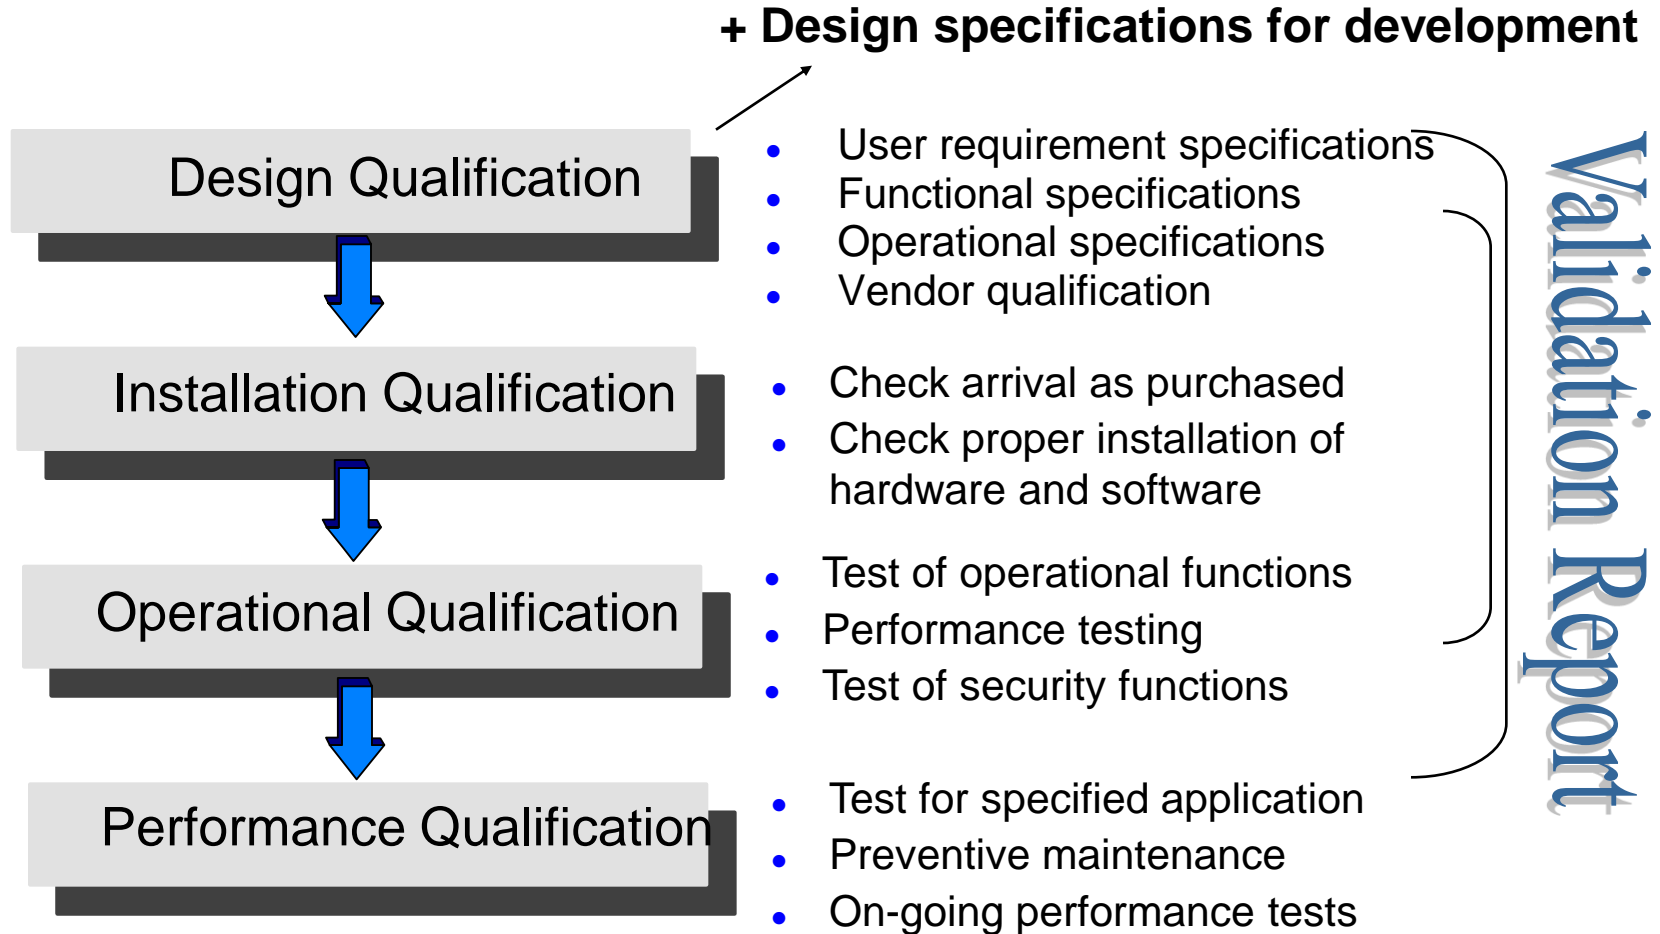 + Design specifications for development
Design Qualification
• User requirement specifications
• Functional specifications
• Operational specifications
• Vendor qualification
Installation Qualification
• Check arrival as purchased
• Check proper installation of
hardware and software
Operational Qualification
• Test of operational functions
• Performance testing
• Test of security functions
Performance Qualification
• Test for specified application
• Preventive maintenance
• On-going performance tests
Validation Report